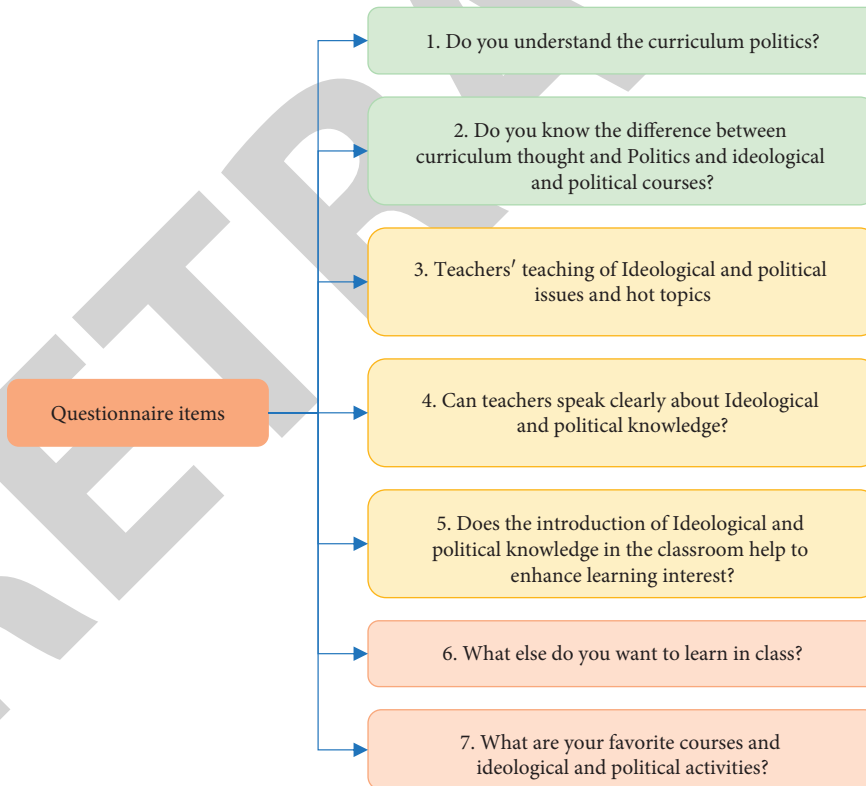 1. Do you understand the curriculum politics?
2. Do you know the difference between
curriculum thought and Politics and ideological
and political courses?
3. Teachers′ teaching of Ideological and political
issues and hot topics
Questionnaire items
4. Can teachers speak clearly about Ideological
and political knowledge?
5. Does the introduction of Ideological and
political knowledge in the classroom help to
enhance learning interest?
6. What else do you want to learn in class?
7. What are your favorite courses and
ideological and political activities?
RETRA